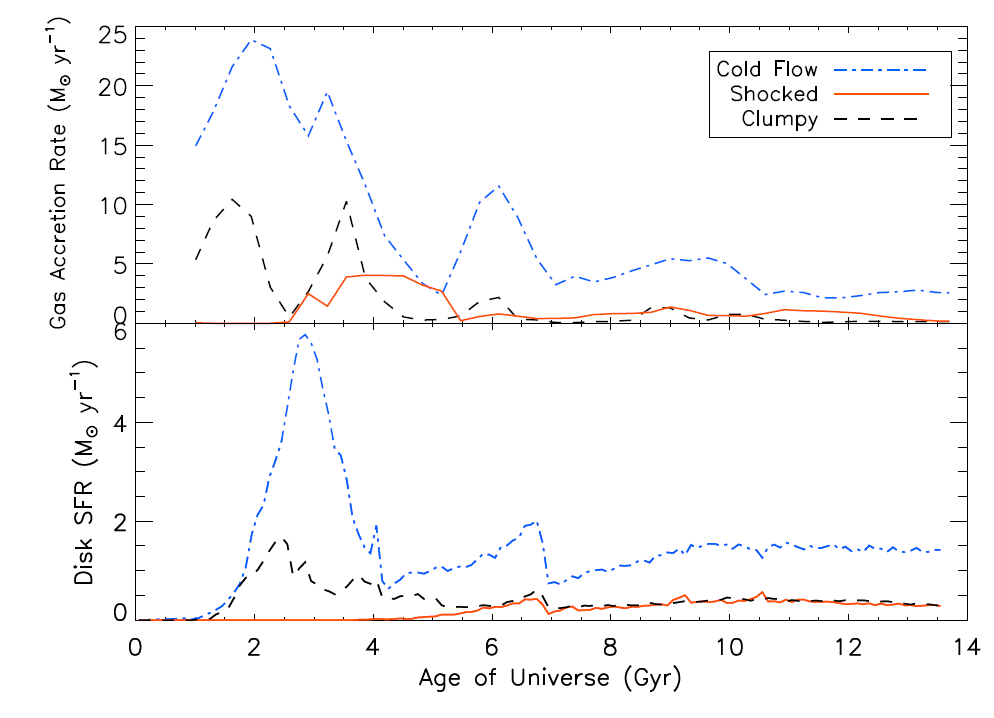 Gas Accretion Rate (M☉ yr⁻¹)
25
20
15
10
5
0
Cold Flow
Shocked
Clumpy
Disk SFR (M☉ yr⁻¹)
6
4
2
0
0 2 4 6 8 10 12 14
Age of Universe (Gyr)